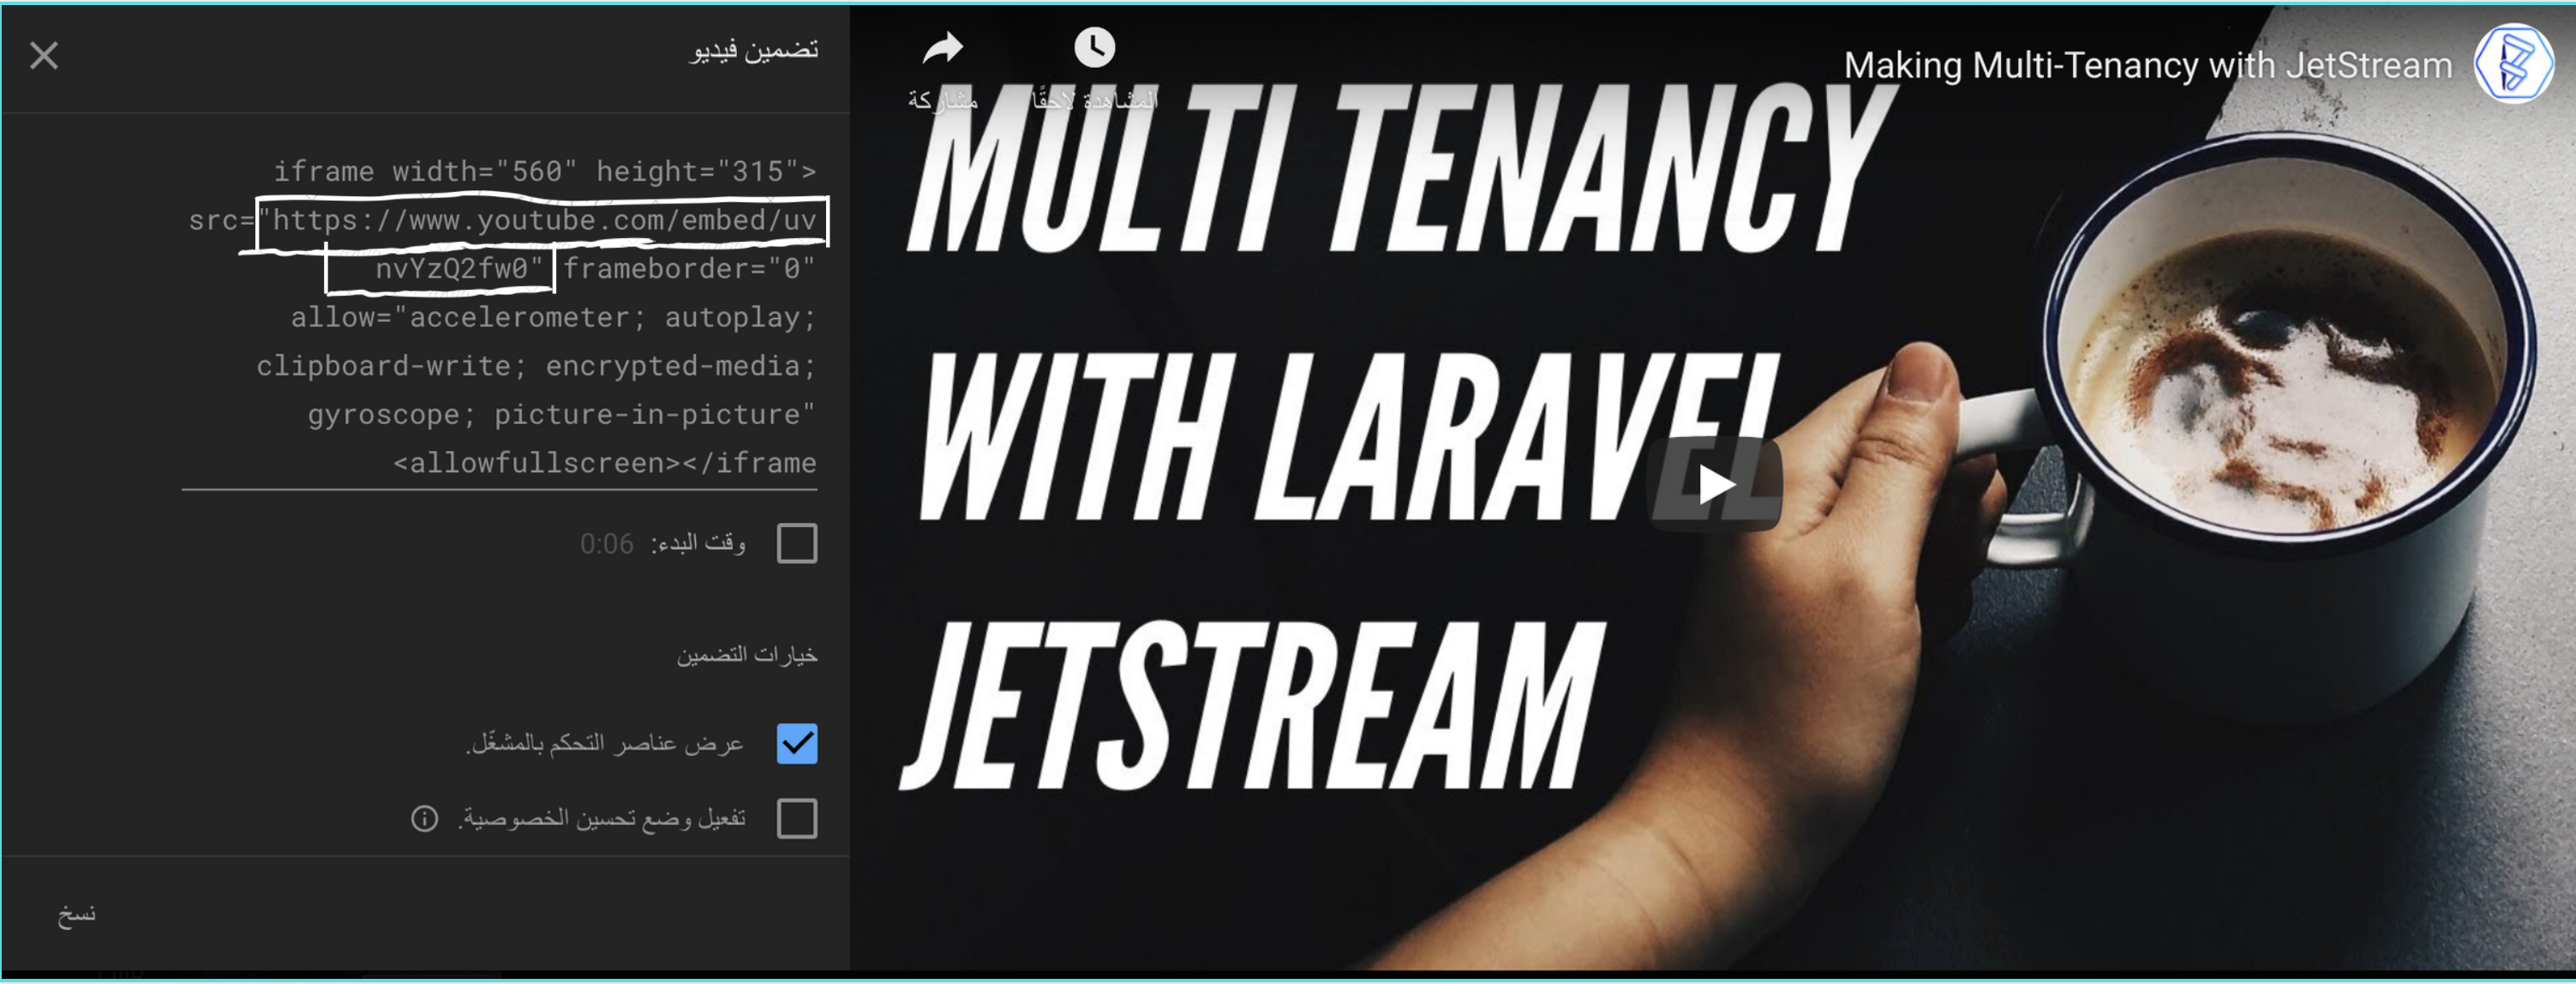 تضمين فيديو
iframe width="560" height="315">
src="https://www.youtube.com/embed/uv
nvYzQ2fw0" frameborder="0"
allow="accelerometer; autoplay;
clipboard-write; encrypted-media;
gyroscope; picture-in-picture"
<allowfullscreen></iframe
وقت البدء: 0:06
خيارات التضمين
عرض عناصر التحكم بالمشغّل.
تفعيل وضع تحسين الخصوصية.
نسخ
Making Multi-Tenancy with JetStream
المشاهدة لاحقًا
مشاركة
MULTI TENANCY
WITH LARAVEL
JETSTREAM